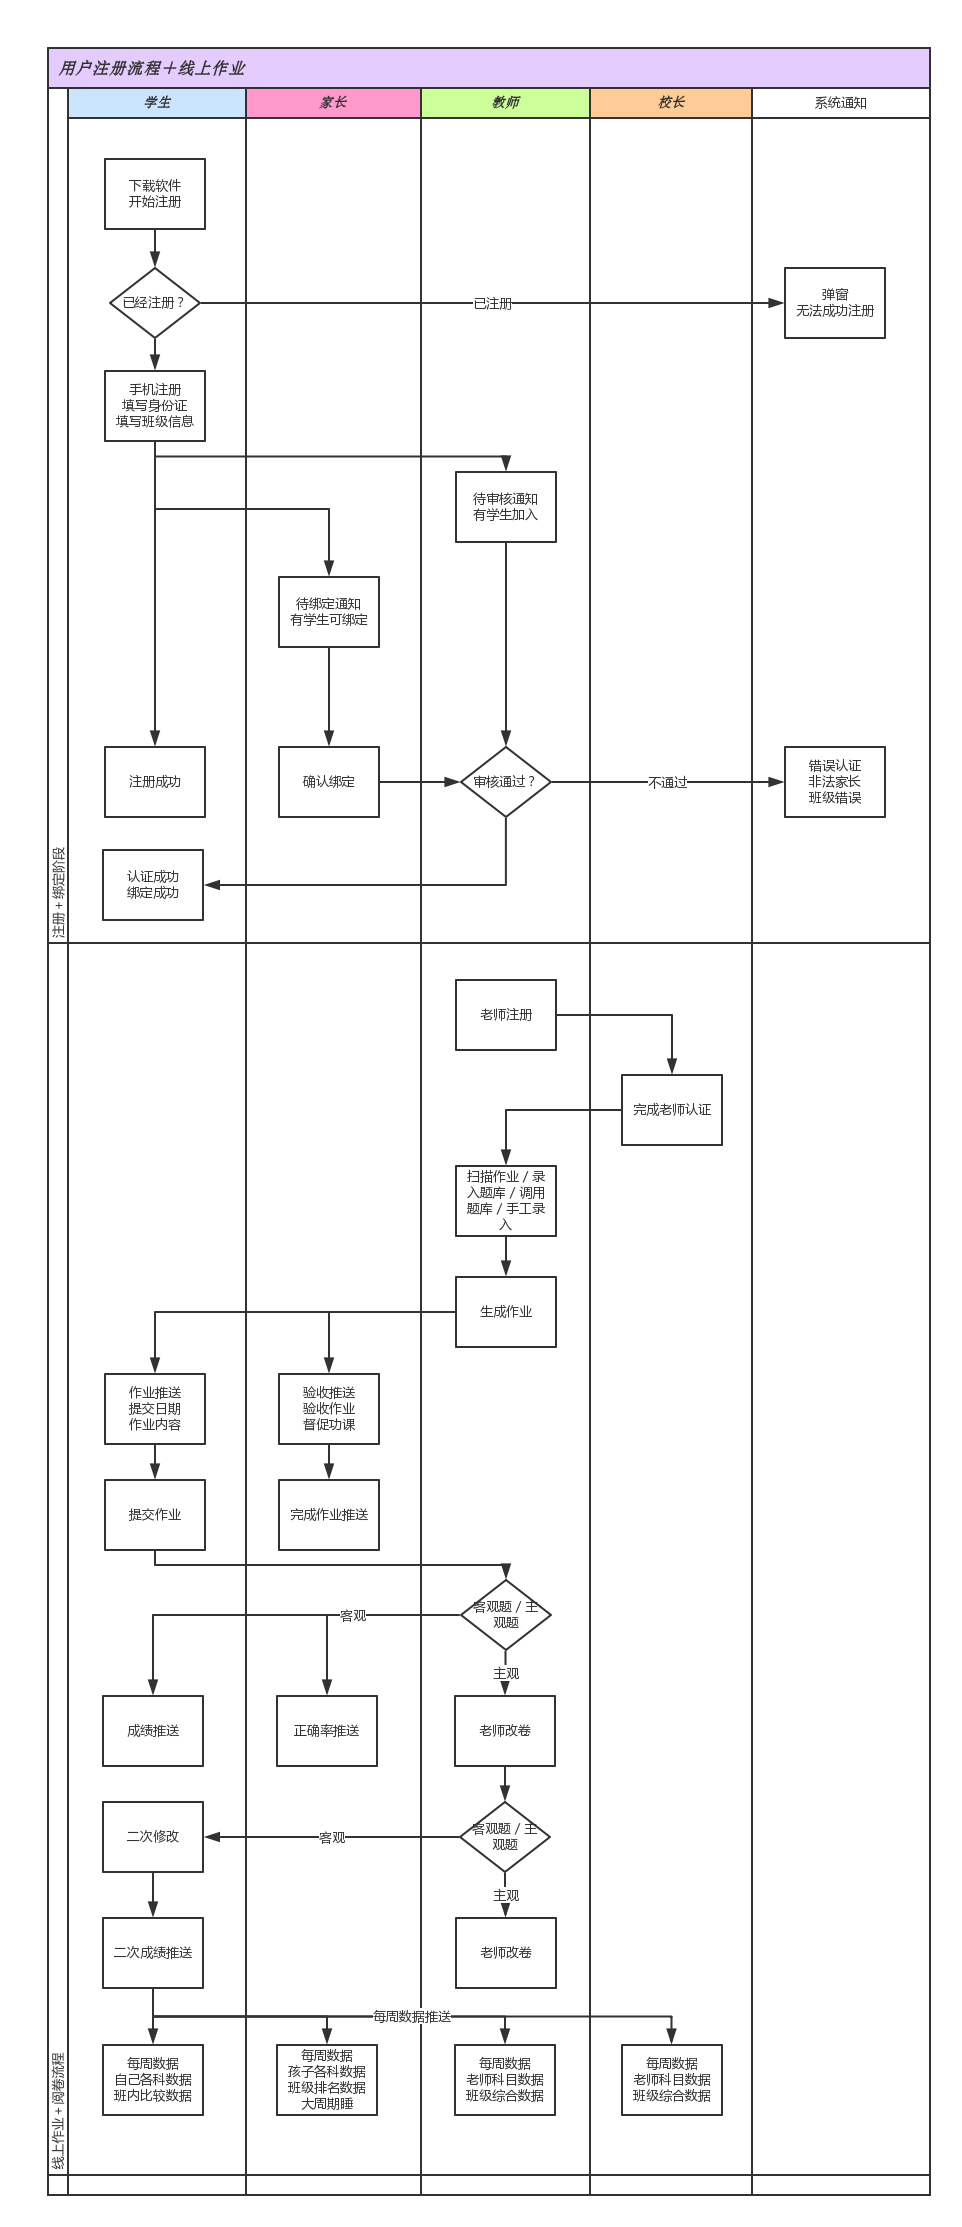 用户注册流程＋线上作业
学生
家长
教师
校长
系统通知
注册 + 绑定阶段
下载软件
开始注册
已经注册？
已注册
弹窗
无法成功注册
手机注册
填写身份证
填写班级信息
待审核通知
有学生加入
待绑定通知
有学生可绑定
注册成功
确认绑定
审核通过？
不通过
错误认证
非法家长
班级错误
认证成功
绑定成功
线上作业 + 阅卷流程
老师注册
完成老师认证
扫描作业 / 录
入题库 / 调用
题库 / 手工录
入
生成作业
作业推送
提交日期
作业内容
验收推送
验收作业
督促功课
提交作业
完成作业推送
客观题 / 主
观题
客观
主观
成绩推送
正确率推送
老师改卷
客观题 / 主
观题
二次修改
客观
主观
二次成绩推送
老师改卷
每周数据推送
每周数据
自己各科数据
班内比较数据
每周数据
孩子各科数据
班级排名数据
大周期睡
每周数据
老师科目数据
班级综合数据
每周数据
老师科目数据
班级综合数据